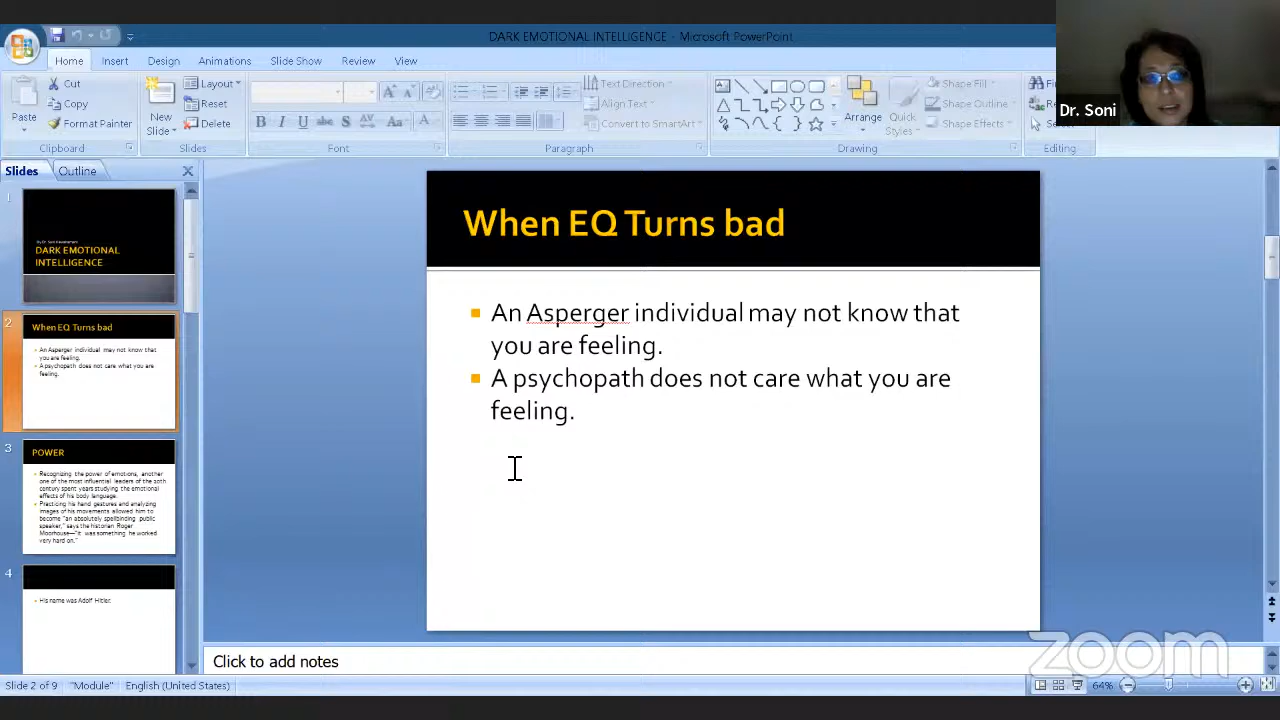 DARK EMOTIONAL INTELLIGENCE - Microsoft PowerPoint
Home Insert Design Animations Slide Show Review View
Paste
Cut
Copy
Format Painter
Clipboard
New
Slide
Layout
Reset
Delete
Slides
B I U S AV Aa A
Font
Text Direction
Align Text
Convert to SmartArt
Paragraph
Arrange
Quick
Styles
Shape Fill
Shape Outline
Shape Effects
Drawing
Editing
Dr. Soni
Slides Outline
1
DARK EMOTIONAL
INTELLIGENCE
2
When EQ Turns bad
An Asperger individual may not know that
you are feeling.
A psychopath does not care what you are
feeling.
3
POWER
Recognizing the power of emotions, another
one of the most influential leaders of the 20th
century spent years studying the emotional
effects of his body language.
Practicing his hand gestures and analyzing
images of his movements allowed him to
become "an absolutely spellbinding public
speaker," says the historian Roger
Moorhouse—"it was something he worked
very hard on."
4
His name was Adolf Hitler.
When EQ Turns bad
An Asperger individual may not know that
you are feeling.
A psychopath does not care what you are
feeling.
Click to add notes
zoom
Slide 2 of 9 "Module" English (United States) 64%